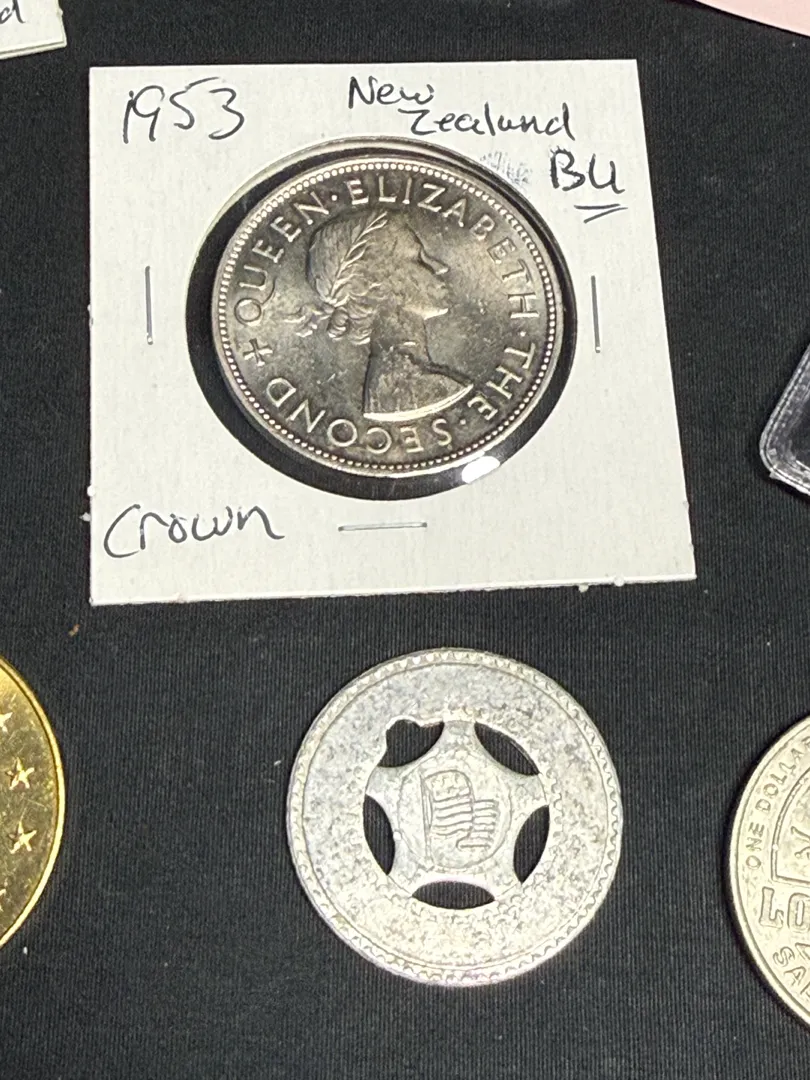 d
1953
New
Zealand
BU
QUEEN·ELIZABETH·THE·SECOND
Crown
ONE DOLLAR